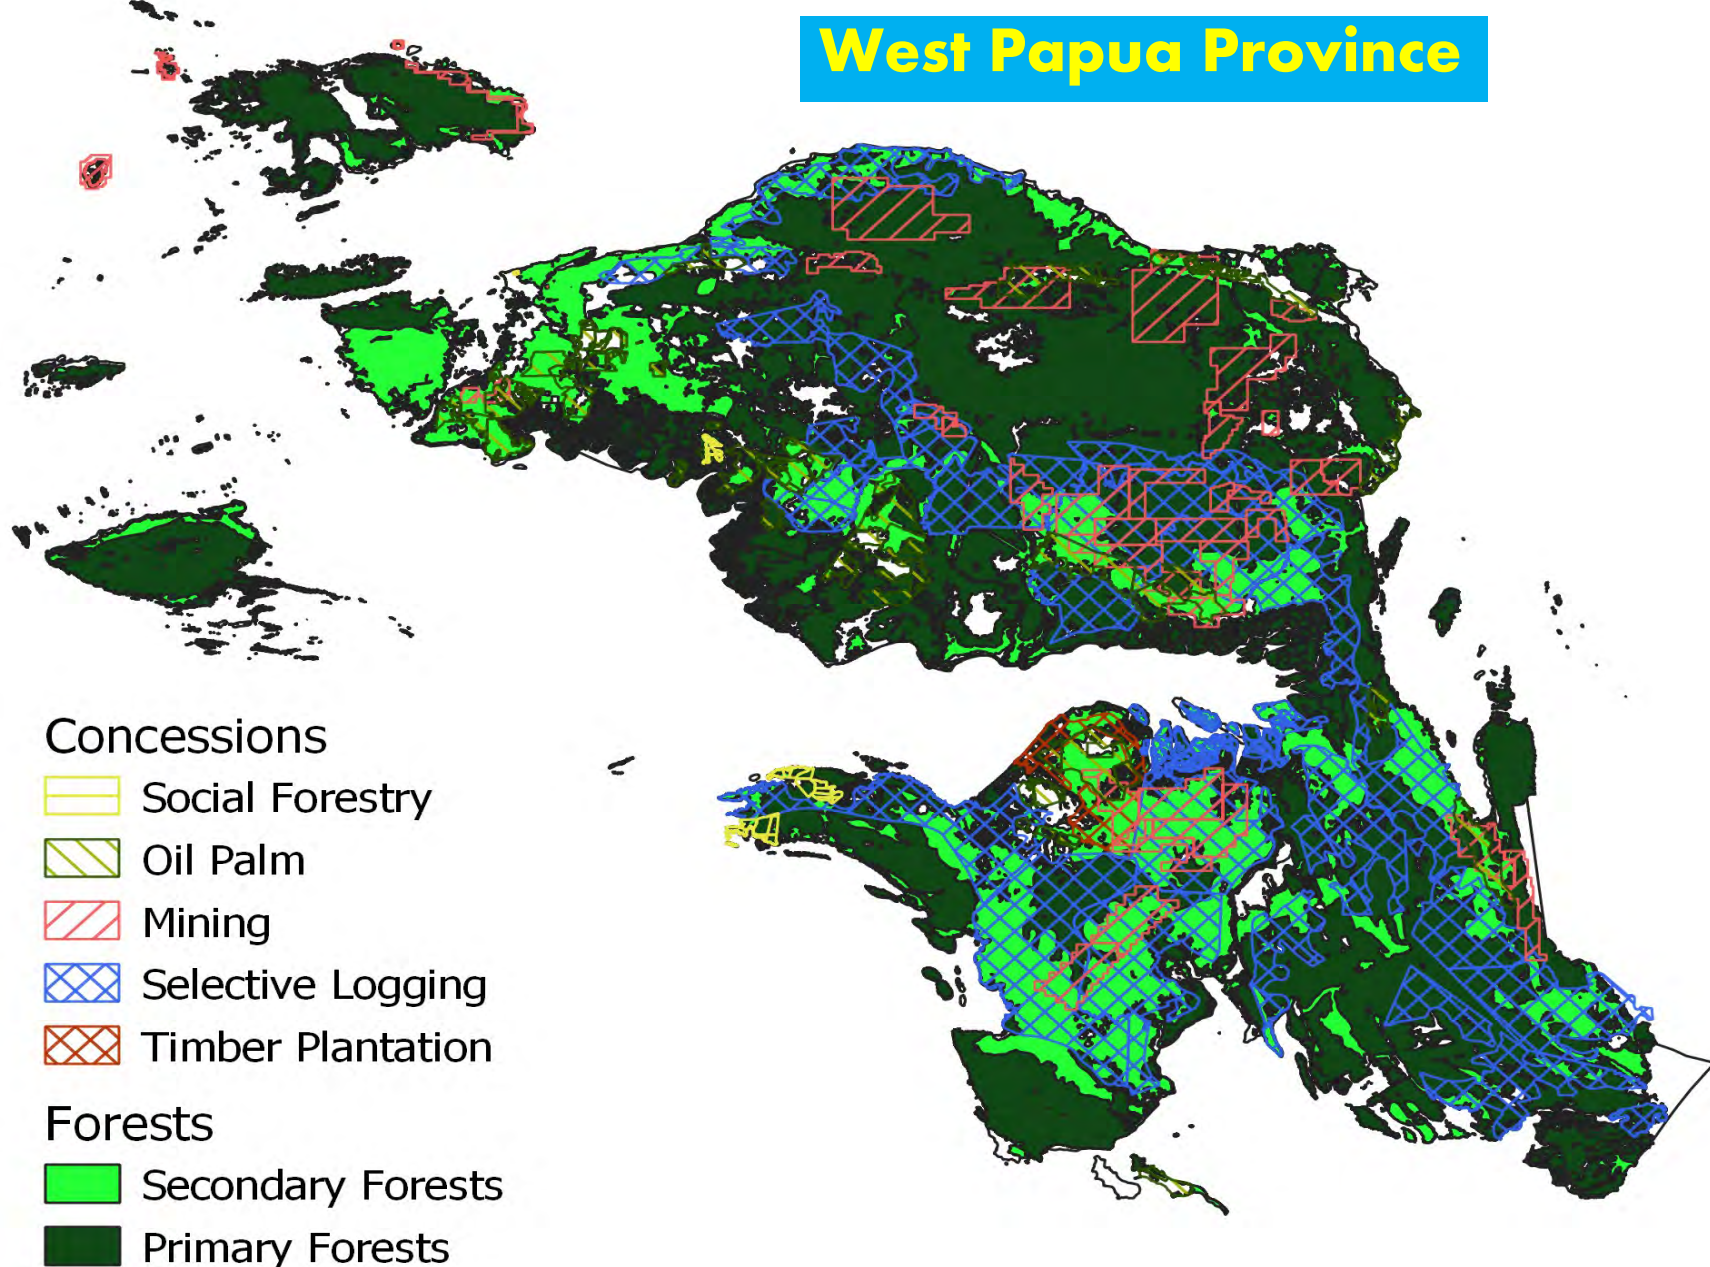 West Papua Province
Concessions
Social Forestry
Oil Palm
Mining
Selective Logging
Timber Plantation
Forests
Secondary Forests
Primary Forests